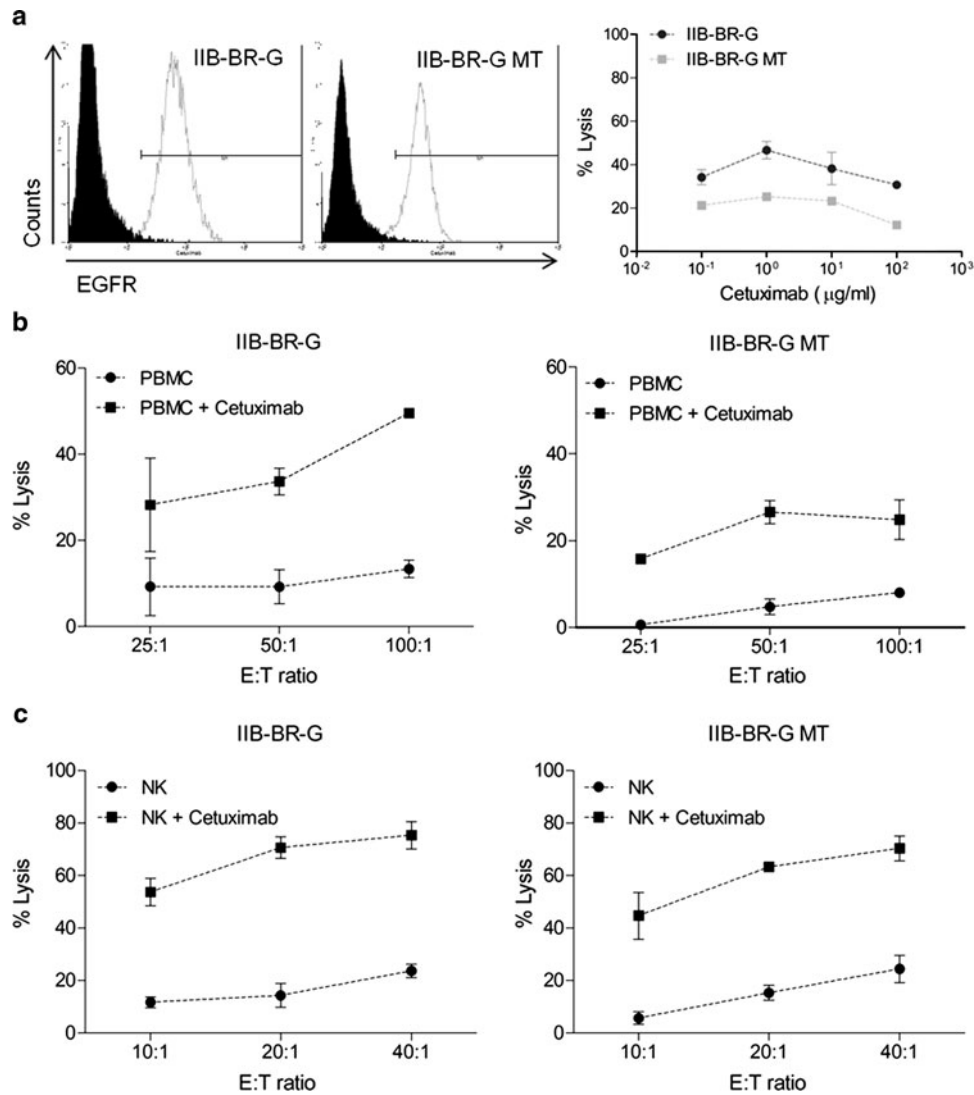 a
IIB-BR-G
IIB-BR-G MT
Counts
EGFR
Cetuximab
Cetuximab
IIB-BR-G
IIB-BR-G MT
% Lysis
100
80
60
40
20
0
10⁻² 10⁻¹ 10⁰ 10¹ 10² 10³
Cetuximab ( μg/ml)
b
IIB-BR-G
PBMC
PBMC + Cetuximab
% Lysis
60
40
20
0
25:1 50:1 100:1
E:T ratio
IIB-BR-G MT
PBMC
PBMC + Cetuximab
% Lysis
60
40
20
0
25:1 50:1 100:1
E:T ratio
c
IIB-BR-G
NK
NK + Cetuximab
% Lysis
100
80
60
40
20
0
10:1 20:1 40:1
E:T ratio
IIB-BR-G MT
NK
NK + Cetuximab
% Lysis
100
80
60
40
20
0
10:1 20:1 40:1
E:T ratio